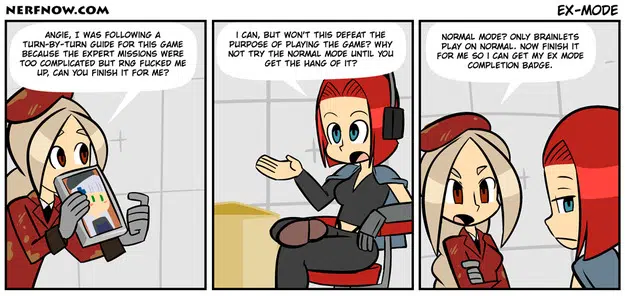 NERFNOW.COM
EX-MODE
ANGIE, I WAS FOLLOWING A
TURN-BY-TURN GUIDE FOR THIS GAME
BECAUSE THE EXPERT MISSIONS WERE
TOO COMPLICATED BUT RNG FUCKED ME
UP, CAN YOU FINISH IT FOR ME?
I CAN, BUT WON'T THIS DEFEAT THE
PURPOSE OF PLAYING THE GAME? WHY
NOT TRY THE NORMAL MODE UNTIL YOU
GET THE HANG OF IT?
NORMAL MODE? ONLY BRAINLETS
PLAY ON NORMAL. NOW FINISH IT
FOR ME SO I CAN GET MY EX MODE
COMPLETION BADGE.